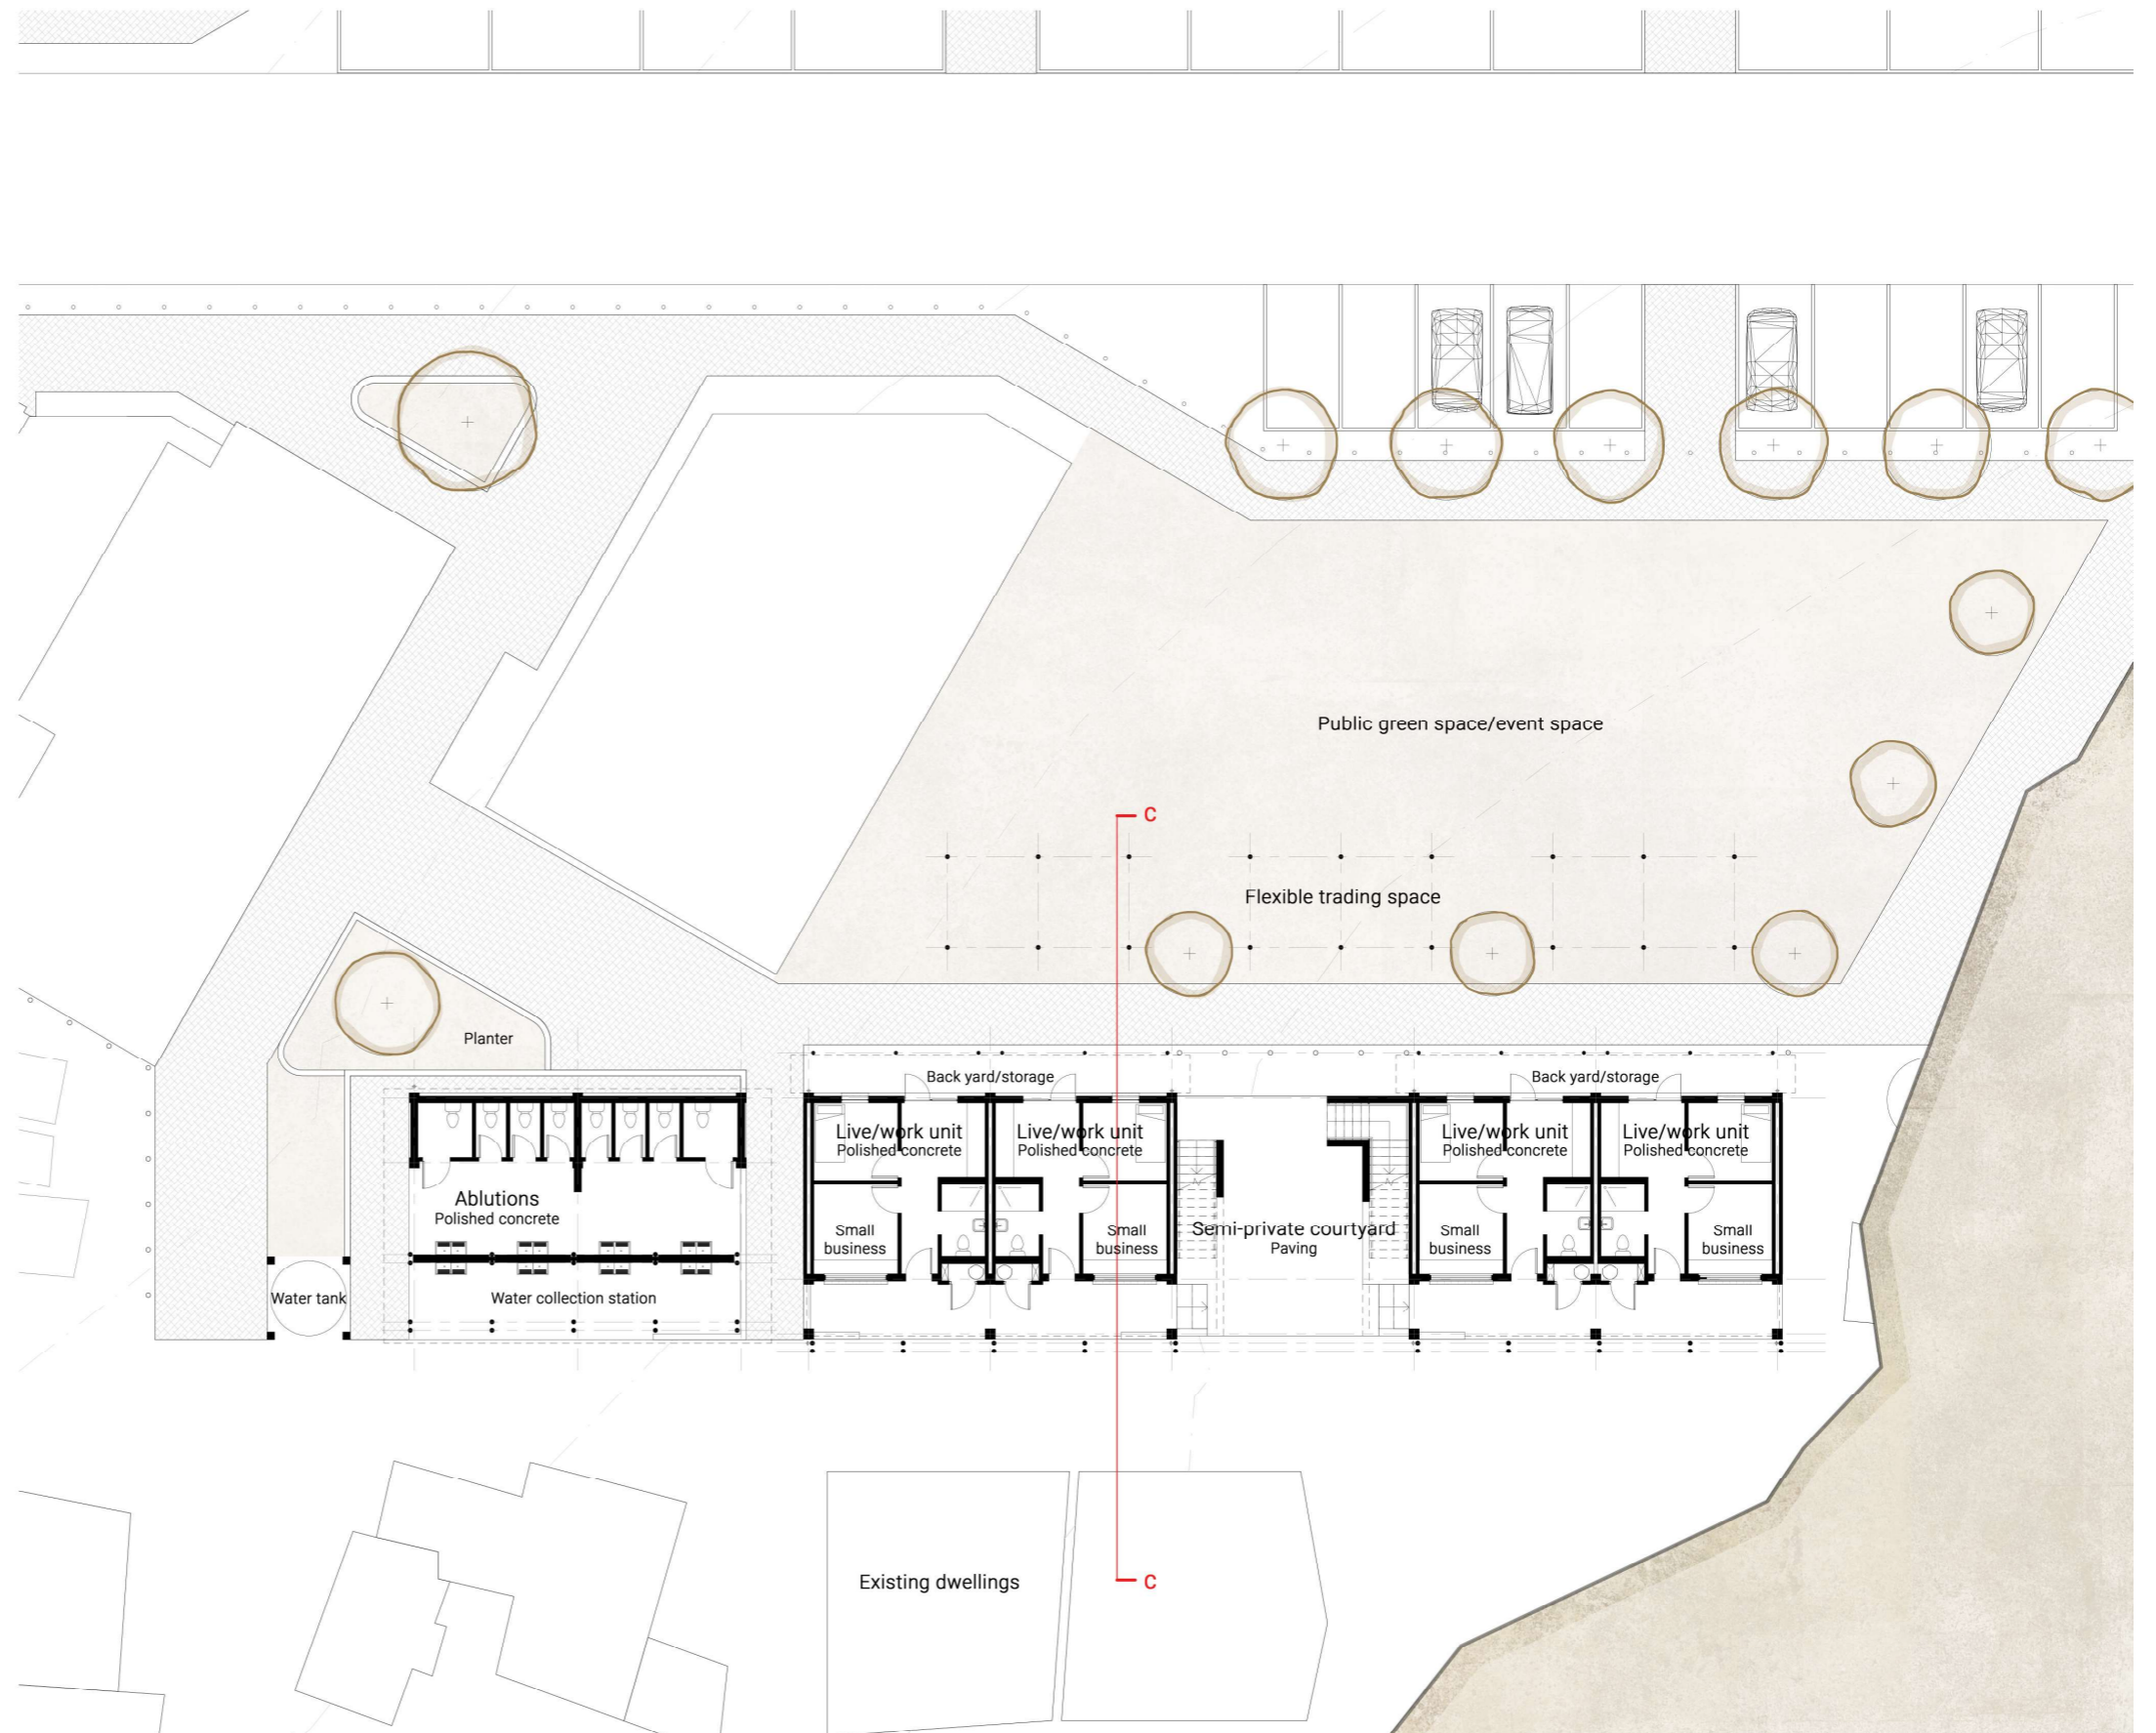 Public green space/event space
C
Flexible trading space
Planter
Back yard/storage
Back yard/storage
Live/work unit
Polished concrete
Live/work unit
Polished concrete
Live/work unit
Polished concrete
Live/work unit
Polished concrete
Ablutions
Polished concrete
Small
business
Small
business
Semi-private courtyard
Paving
Small
business
Small
business
Water tank
Water collection station
Existing dwellings
C